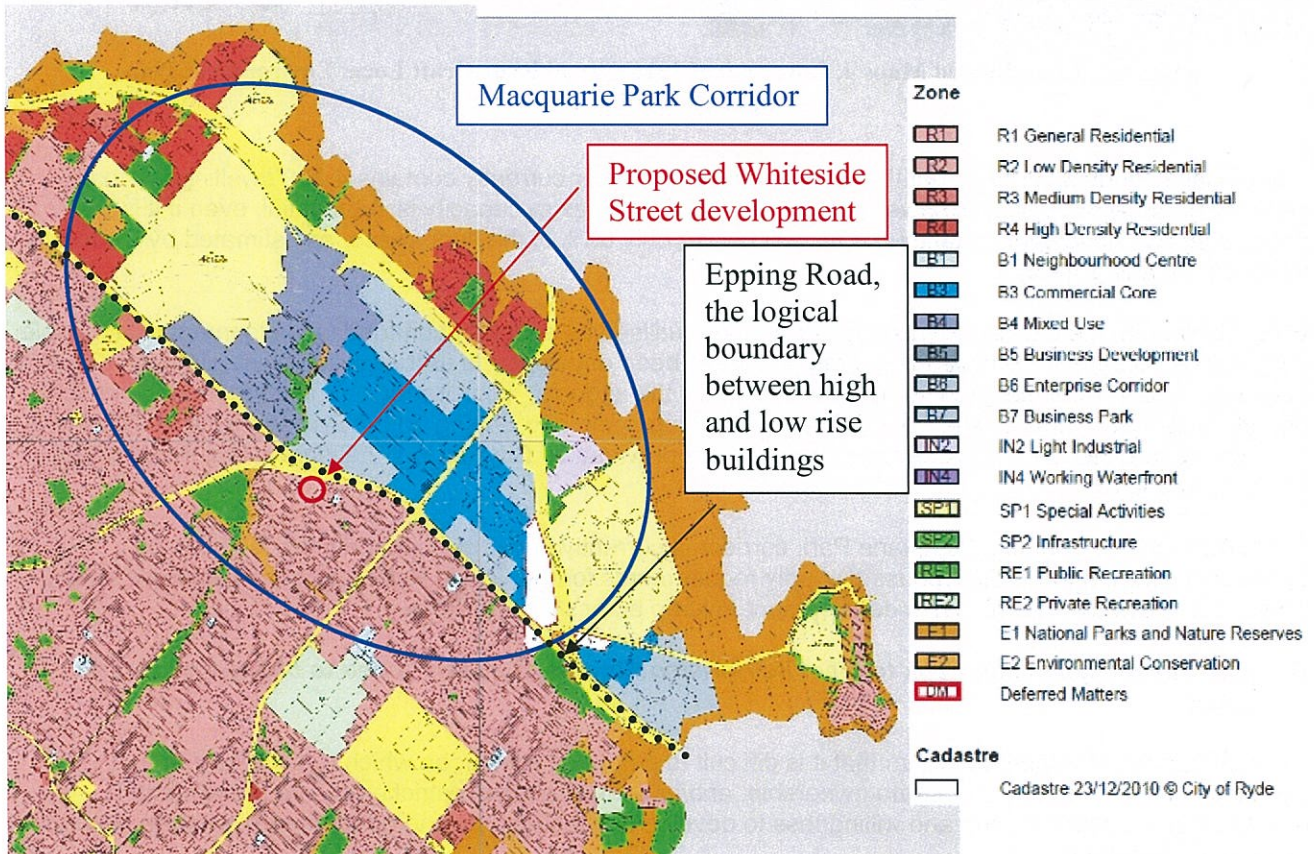 Macquarie Park Corridor
Proposed Whiteside
Street development
Epping Road,
the logical
boundary
between high
and low rise
buildings
Zone
R1 R1 General Residential
R2 R2 Low Density Residential
R3 R3 Medium Density Residential
R4 R4 High Density Residential
B1 B1 Neighbourhood Centre
B3 B3 Commercial Core
B4 B4 Mixed Use
B5 B5 Business Development
B6 B6 Enterprise Corridor
B7 B7 Business Park
IN2 IN2 Light Industrial
IN4 IN4 Working Waterfront
SP1 SP1 Special Activities
SP2 SP2 Infrastructure
RE1 RE1 Public Recreation
RE2 RE2 Private Recreation
E1 E1 National Parks and Nature Reserves
E2 E2 Environmental Conservation
DM Deferred Matters
Cadastre
Cadastre 23/12/2010 © City of Ryde